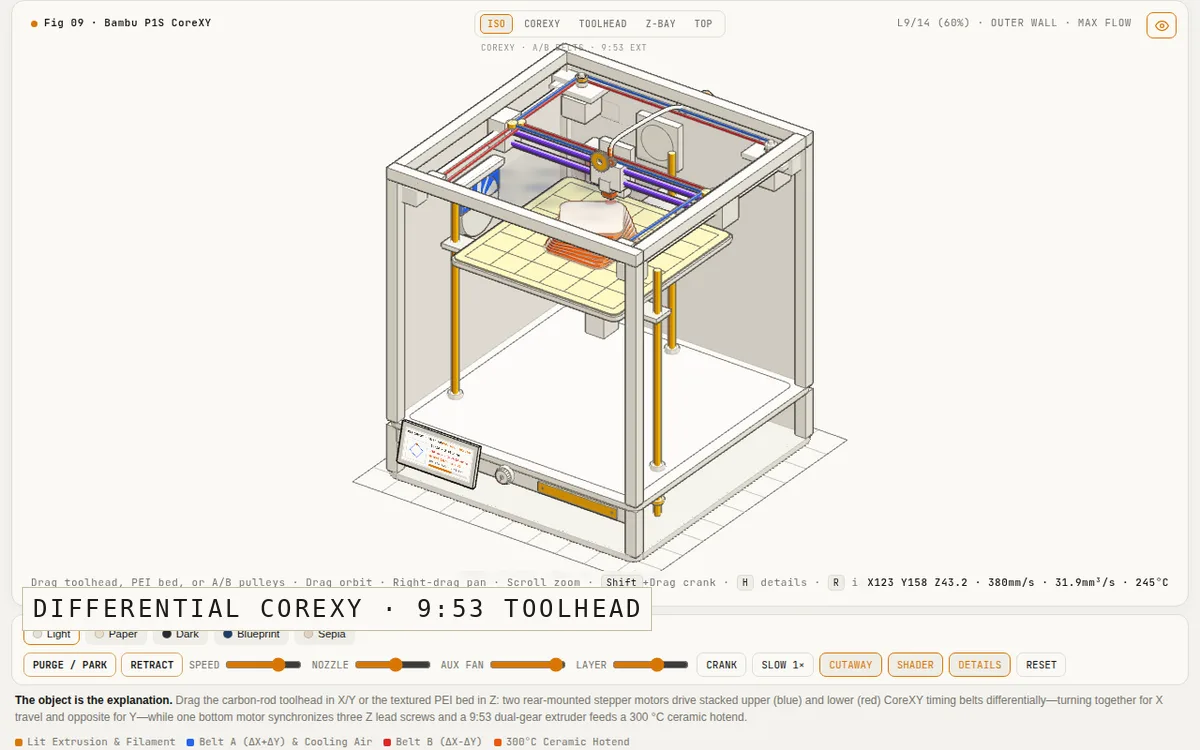 Fig 09 · Bambu P1S CoreXY
ISO COREXY TOOLHEAD Z-BAY TOP
L9/14 (60%) · OUTER WALL · MAX FLOW
COREXY · A/B BELTS · 9:53 EXT
Drag toolhead, PEI bed, or A/B pulleys · Drag orbit · Right-drag pan · Scroll zoom · Shift+Drag crank · H details · R i
X123 Y158 Z43.2 · 380mm/s · 31.9mm³/s · 245°C
DIFFERENTIAL COREXY · 9:53 TOOLHEAD
Light Paper Dark Blueprint Sepia
PURGE / PARK RETRACT SPEED NOZZLE AUX FAN LAYER CRANK SLOW 1× CUTAWAY SHADER DETAILS RESET
The object is the explanation. Drag the carbon-rod toolhead in X/Y or the textured PEI bed in Z: two rear-mounted stepper motors drive stacked upper (blue) and lower (red) CoreXY timing belts differentially—turning together for X
travel and opposite for Y—while one bottom motor synchronizes three Z lead screws and a 9:53 dual-gear extruder feeds a 300 °C ceramic hotend.
Lit Extrusion & Filament Belt A (ΔX+ΔY) & Cooling Air Belt B (ΔX-ΔY) 300°C Ceramic Hotend